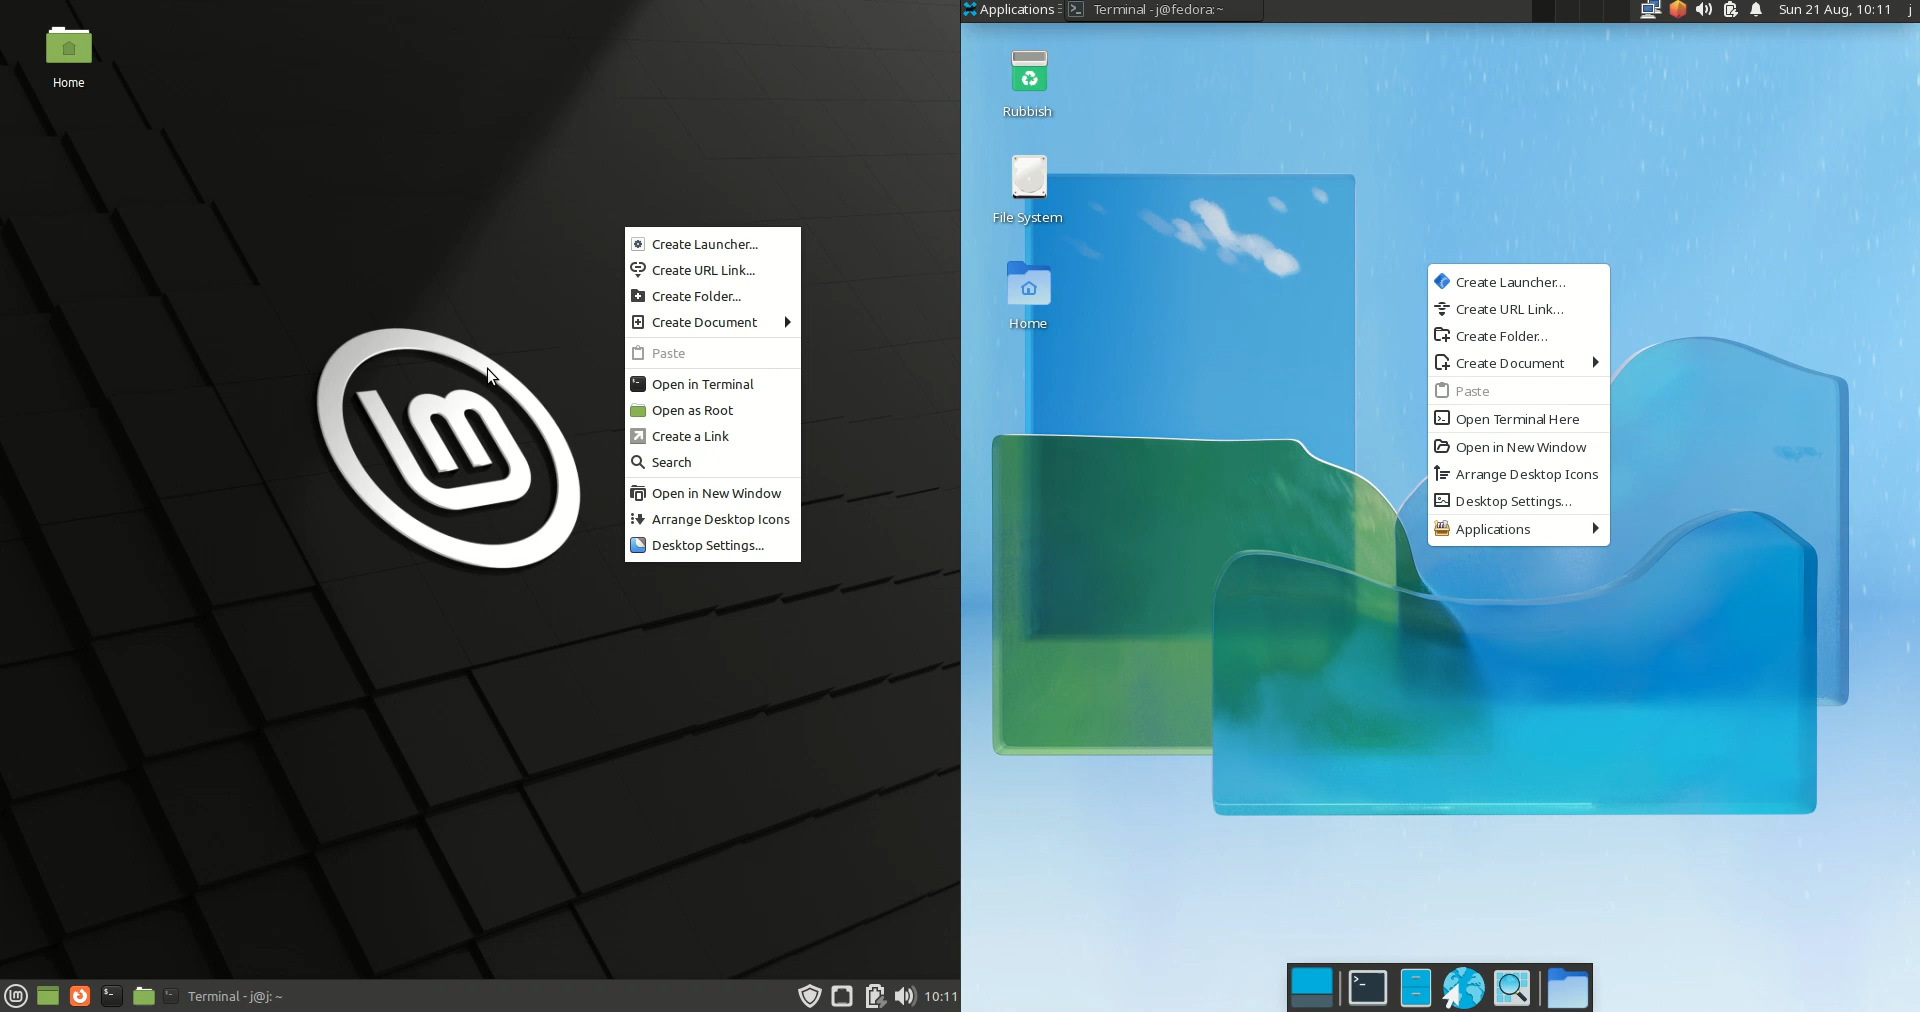 Home
Create Launcher...
Create URL Link...
Create Folder...
Create Document
Paste
Open in Terminal
Open as Root
Create a Link
Search
Open in New Window
Arrange Desktop Icons
Desktop Settings...
Terminal - j@j: ~
10:11
Applications
Terminal - j@fedora:~
Sun 21 Aug, 10:11
j
Rubbish
File System
Home
Create Launcher...
Create URL Link...
Create Folder...
Create Document
Paste
Open Terminal Here
Open in New Window
Arrange Desktop Icons
Desktop Settings...
Applications